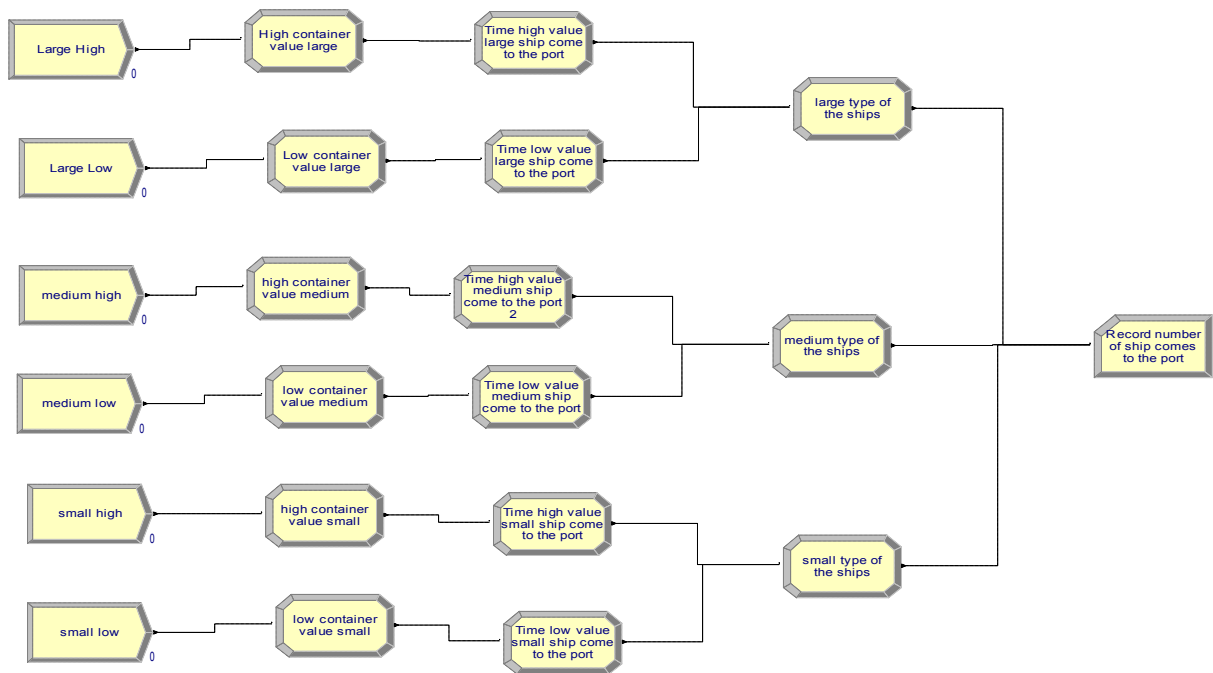 Large High
0
High container
value large
Time high value
large ship come
to the port
large type of
the ships
Large Low
0
Low container
value large
Time low value
large ship come
to the port
medium high
0
high container
value medium
Time high value
medium ship
come to the port
2
medium type of
the ships
Record number
of ship comes
to the port
medium low
0
low container
value medium
Time low value
medium ship
come to the port
small high
0
high container
value small
Time high value
small ship come
to the port
small type of
the ships
small low
0
low container
value small
Time low value
small ship come
to the port